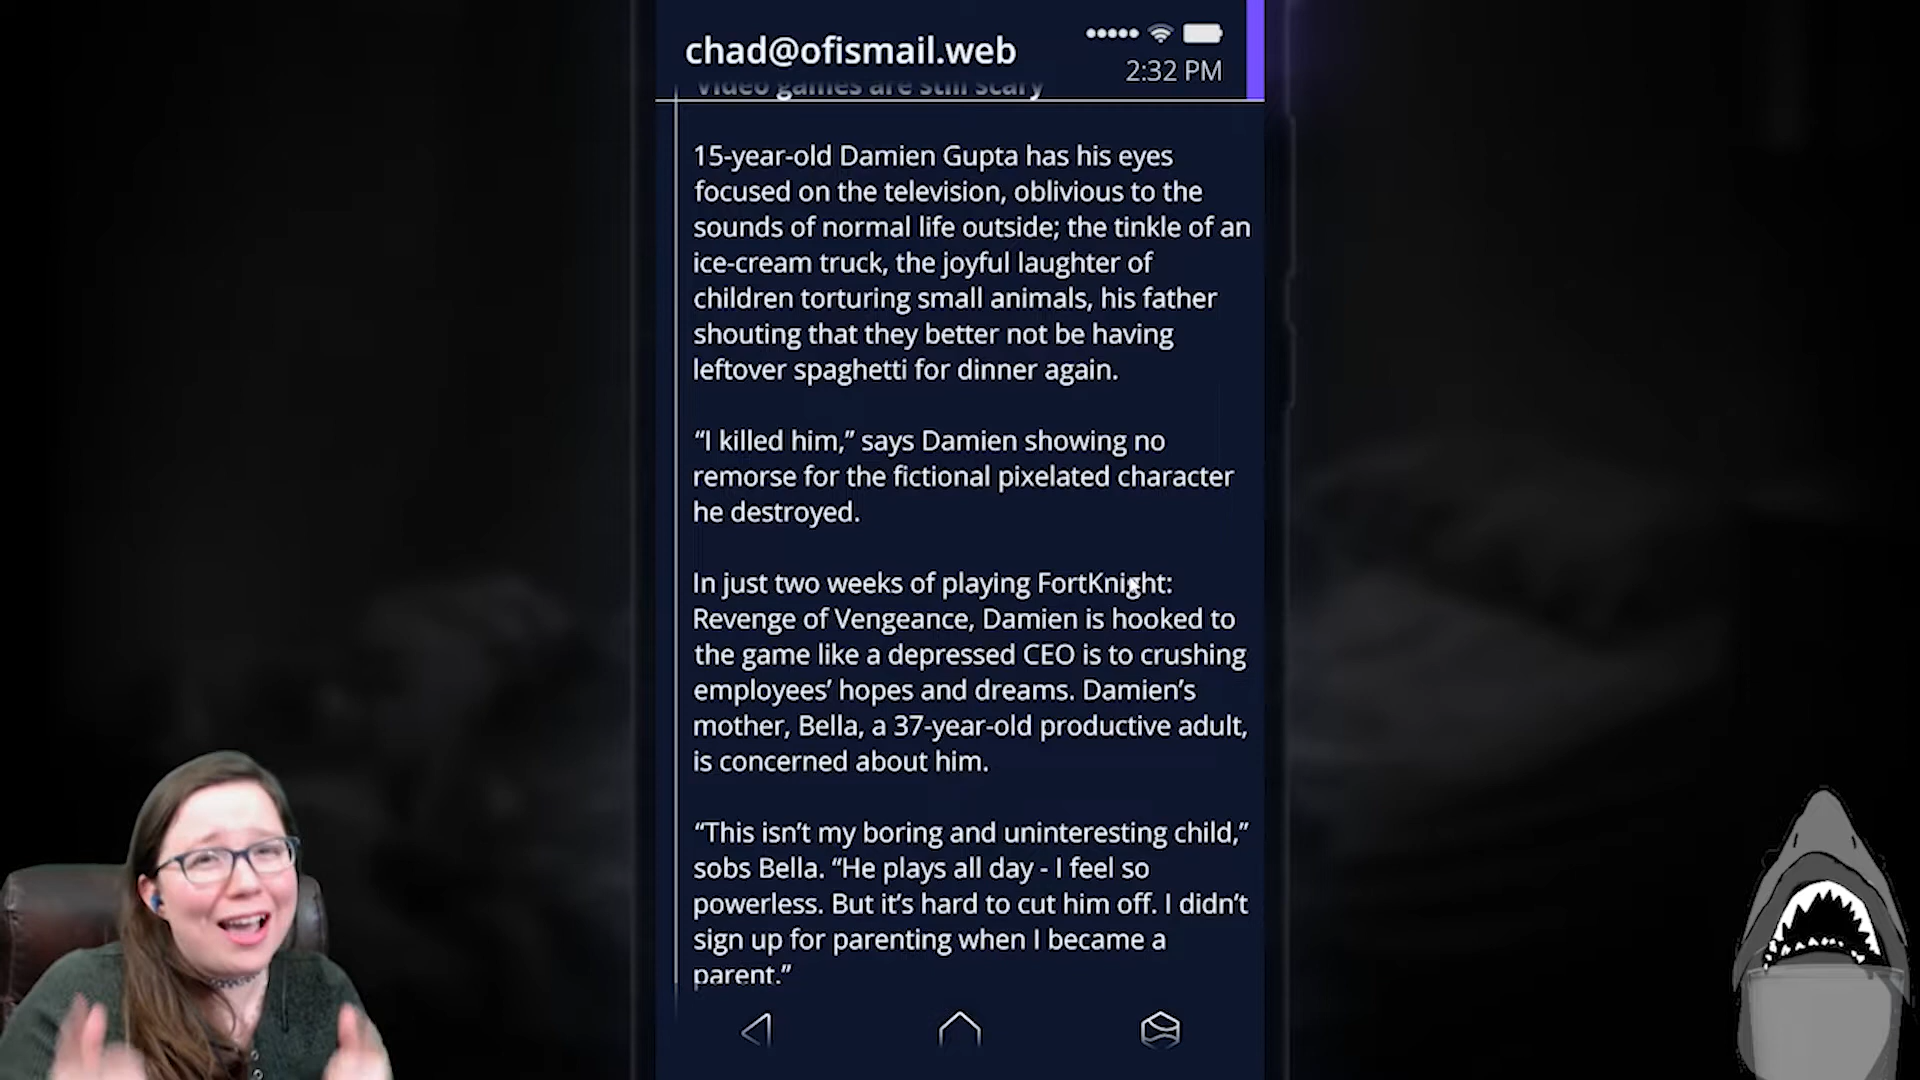 chad@ofismail.web
2:32 PM
Video games are still scary
15-year-old Damien Gupta has his eyes
focused on the television, oblivious to the
sounds of normal life outside; the tinkle of an
ice-cream truck, the joyful laughter of
children torturing small animals, his father
shouting that they better not be having
leftover spaghetti for dinner again.
“I killed him,” says Damien showing no
remorse for the fictional pixelated character
he destroyed.
In just two weeks of playing FortKnight:
Revenge of Vengeance, Damien is hooked to
the game like a depressed CEO is to crushing
employees’ hopes and dreams. Damien’s
mother, Bella, a 37-year-old productive adult,
is concerned about him.
“This isn’t my boring and uninteresting child,”
sobs Bella. “He plays all day - I feel so
powerless. But it’s hard to cut him off. I didn’t
sign up for parenting when I became a
parent.”